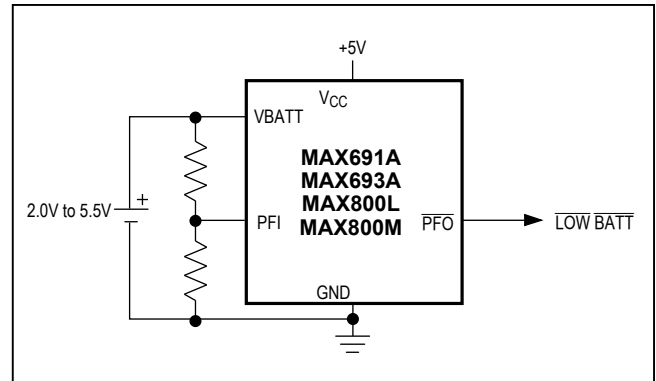 +5V
VCC
VBATT
MAX691A
MAX693A
MAX800L
MAX800M
2.0V to 5.5V
+
PFI
PFO
LOW BATT
GND